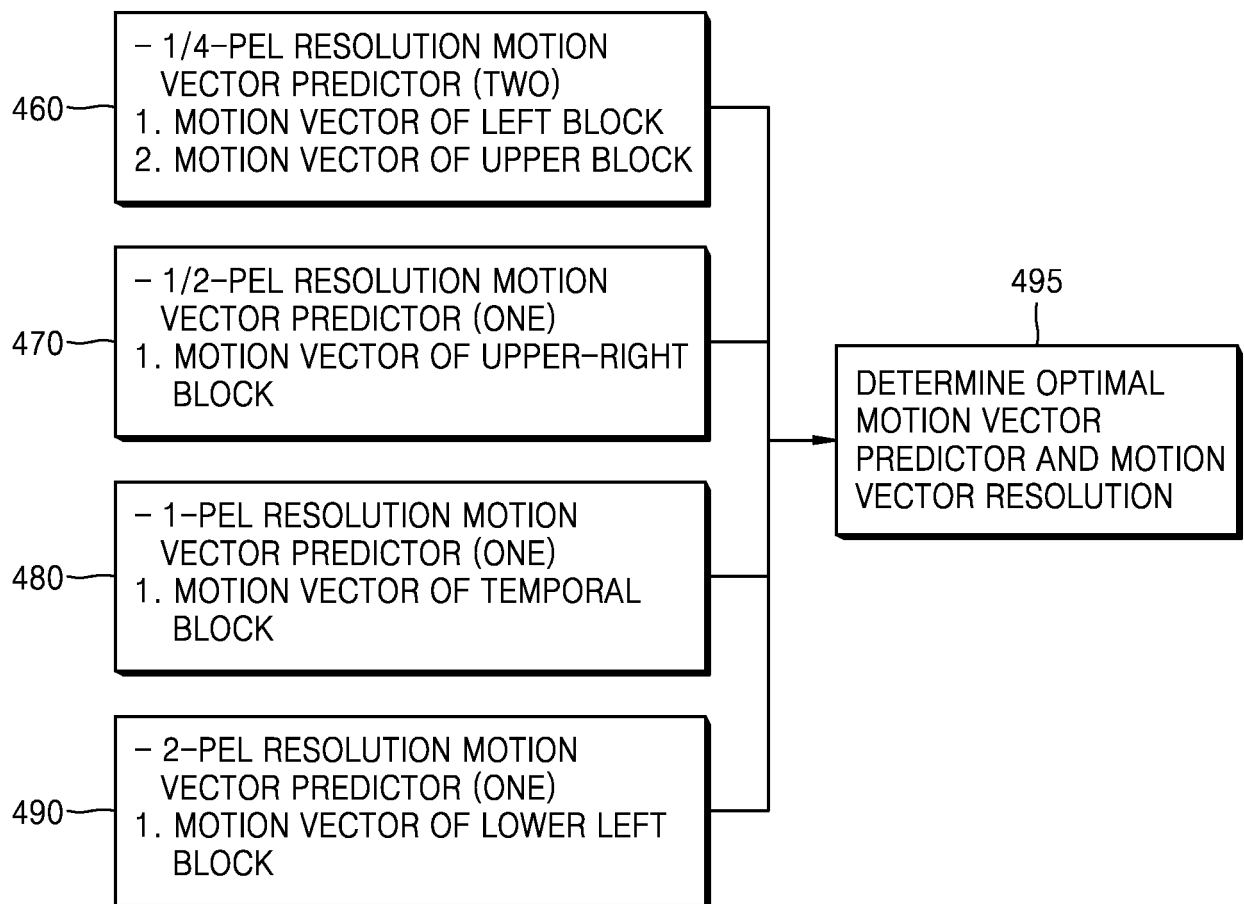 460
– 1/4–PEL RESOLUTION MOTION
VECTOR PREDICTOR (TWO)
1. MOTION VECTOR OF LEFT BLOCK
2. MOTION VECTOR OF UPPER BLOCK
470
– 1/2–PEL RESOLUTION MOTION
VECTOR PREDICTOR (ONE)
1. MOTION VECTOR OF UPPER–RIGHT
BLOCK
480
– 1–PEL RESOLUTION MOTION
VECTOR PREDICTOR (ONE)
1. MOTION VECTOR OF TEMPORAL
BLOCK
490
– 2–PEL RESOLUTION MOTION
VECTOR PREDICTOR (ONE)
1. MOTION VECTOR OF LOWER LEFT
BLOCK
495
DETERMINE OPTIMAL
MOTION VECTOR
PREDICTOR AND MOTION
VECTOR RESOLUTION